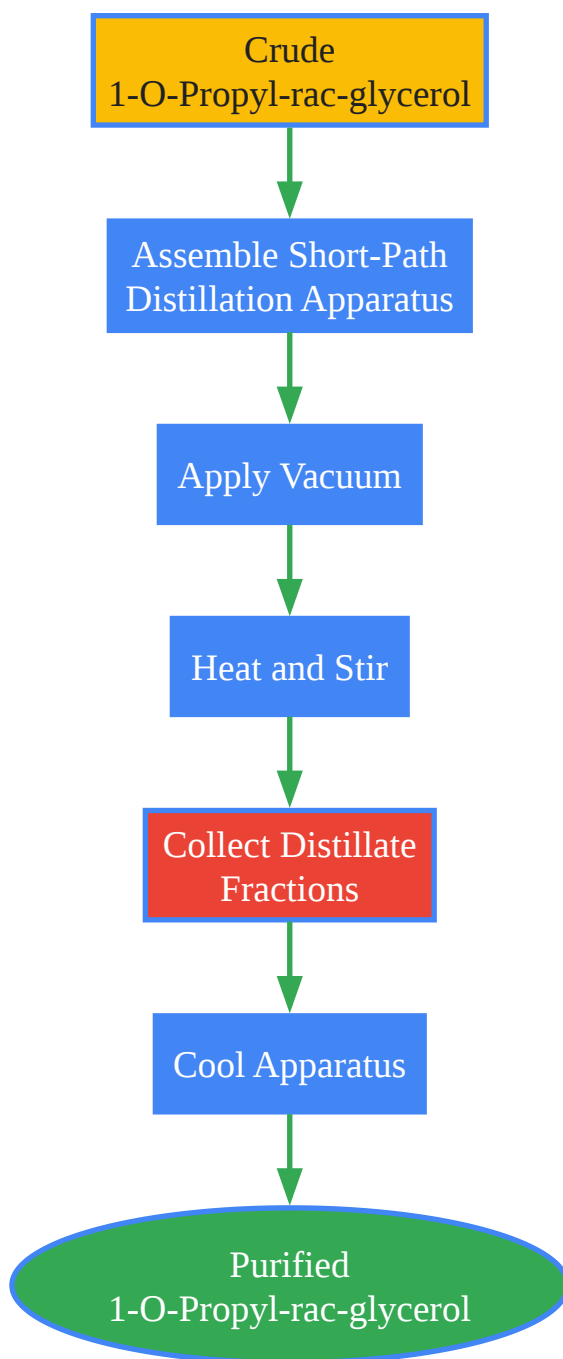 Crude
1-O-Propyl-rac-glycerol
Assemble Short-Path
Distillation Apparatus
Apply Vacuum
Heat and Stir
Collect Distillate
Fractions
Cool Apparatus
Purified
1-O-Propyl-rac-glycerol